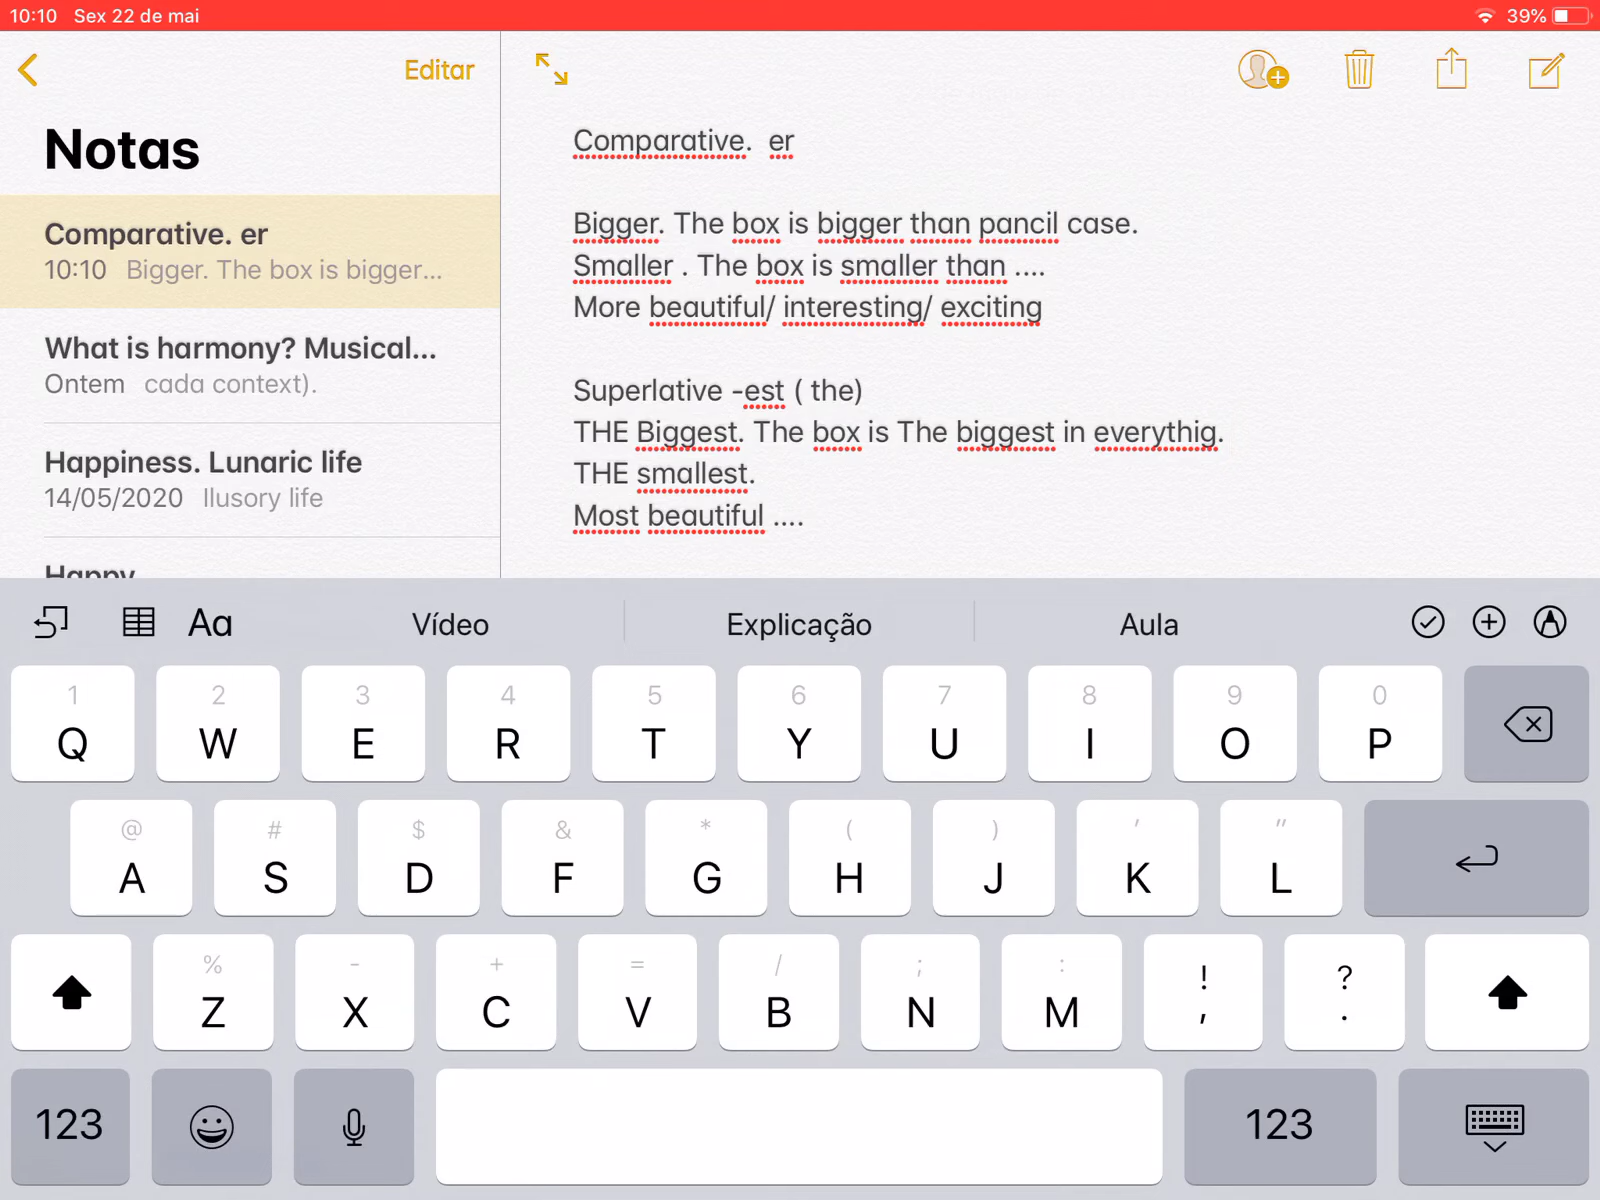 10:10 Sex 22 de mai 39%
Editar
Notas
Comparative. er
10:10 Bigger. The box is bigger...
What is harmony? Musical...
Ontem cada context).
Happiness. Lunaric life
14/05/2020 Ilusory life
Happy
Comparative. er
Bigger. The box is bigger than pancil case.
Smaller . The box is smaller than ....
More beautiful/ interesting/ exciting
Superlative -est ( the)
THE Biggest. The box is The biggest in everythig.
THE smallest.
Most beautiful ....
Aa Vídeo Explicação Aula
1 2 3 4 5 6 7 8 9 0
Q W E R T Y U I O P
@ # $ & * ( ) ' "
A S D F G H J K L
% - + = / ; : ! ?
Z X C V B N M , .
123 123